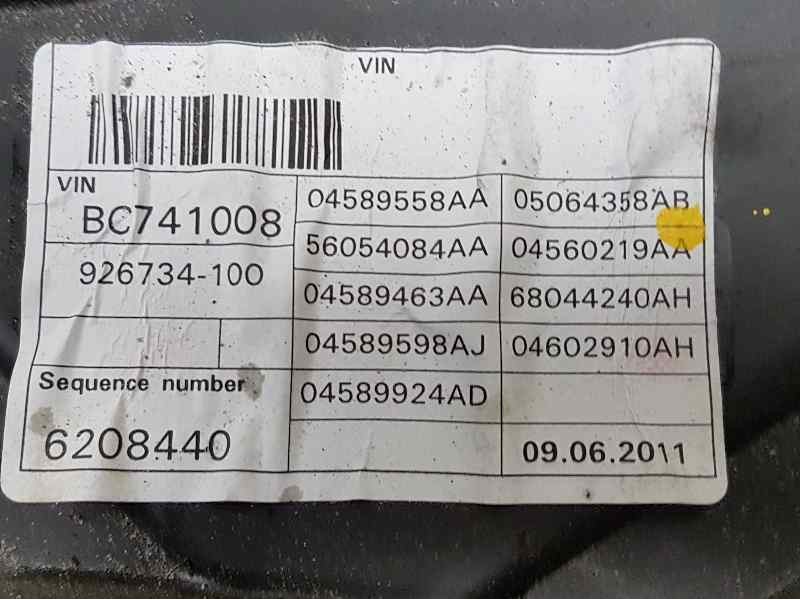 VIN
VIN
BC741008
926734-100
Sequence number
6208440
04589558AA 05064358AB
56054084AA 04560219AA
04589463AA 68044240AH
04589598AJ 04602910AH
04589924AD
09.06.2011